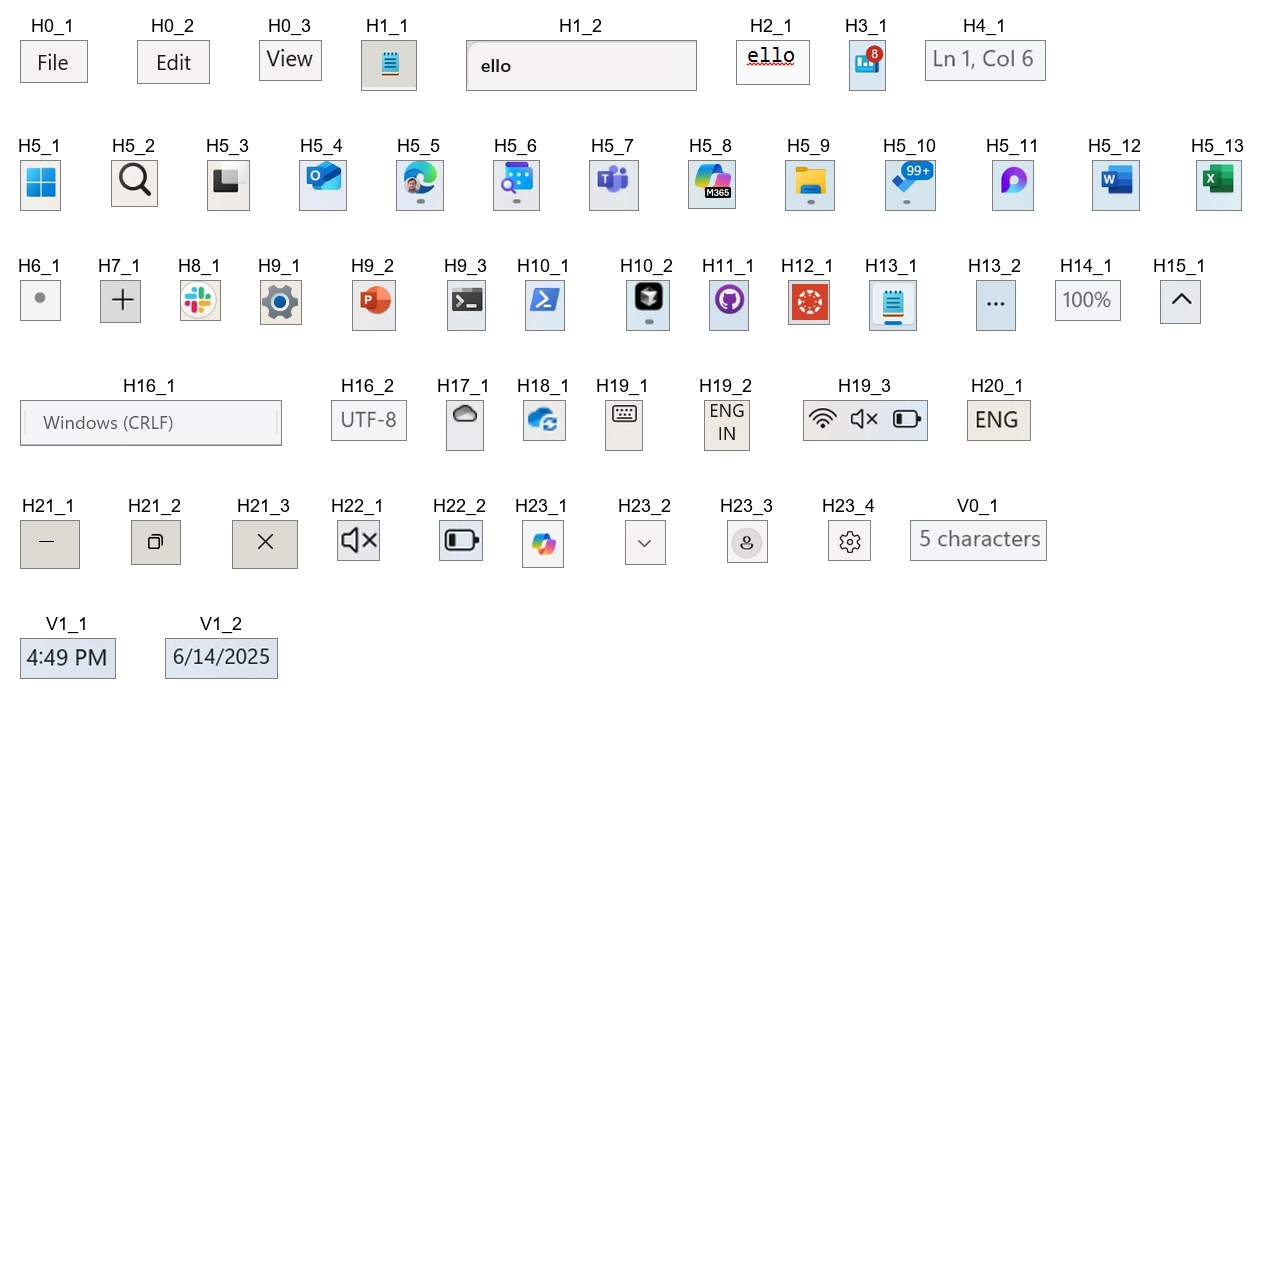 H0_1 H0_2 H0_3 H1_1 H1_2 H2_1 H3_1 H4_1
File Edit View ello ello 8 Ln 1, Col 6
H5_1 H5_2 H5_3 H5_4 H5_5 H5_6 H5_7 H5_8 H5_9 H5_10 H5_11 H5_12 H5_13
O T M365 99+ W X
H6_1 H7_1 H8_1 H9_1 H9_2 H9_3 H10_1 H10_2 H11_1 H12_1 H13_1 H13_2 H14_1 H15_1
P ... 100%
H16_1 H16_2 H17_1 H18_1 H19_1 H19_2 H19_3 H20_1
Windows (CRLF) UTF-8 ENG ENG
IN
H21_1 H21_2 H21_3 H22_1 H22_2 H23_1 H23_2 H23_3 H23_4 V0_1
5 characters
V1_1 V1_2
4:49 PM 6/14/2025